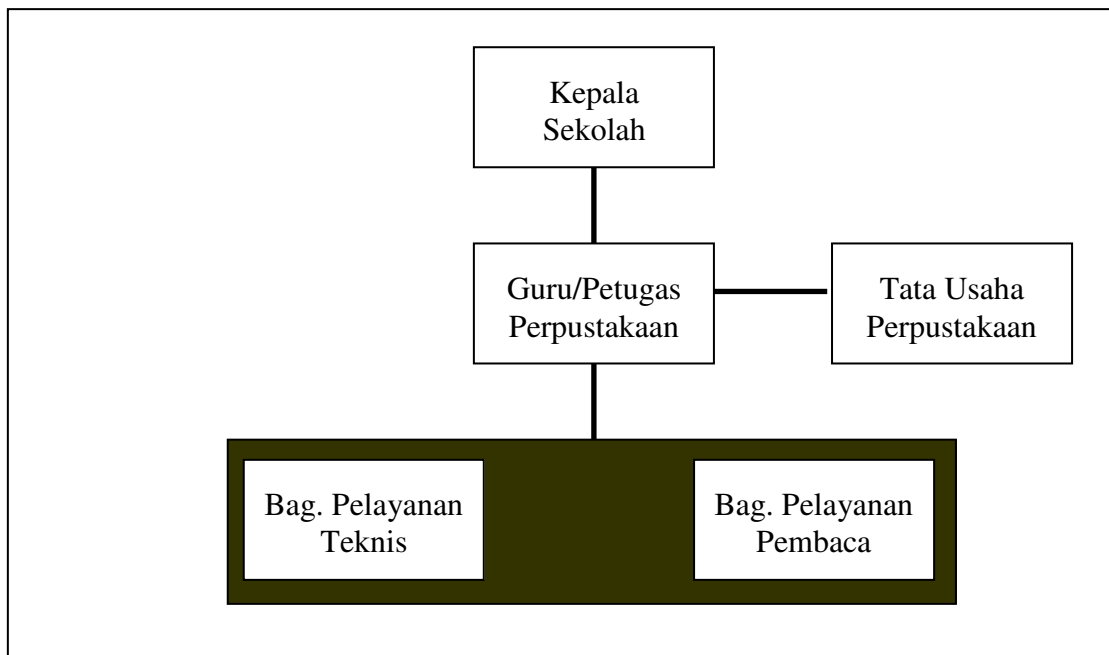 Kepala
Sekolah
Guru/Petugas
Perpustakaan
Tata Usaha
Perpustakaan
Bag. Pelayanan
Teknis
Bag. Pelayanan
Pembaca